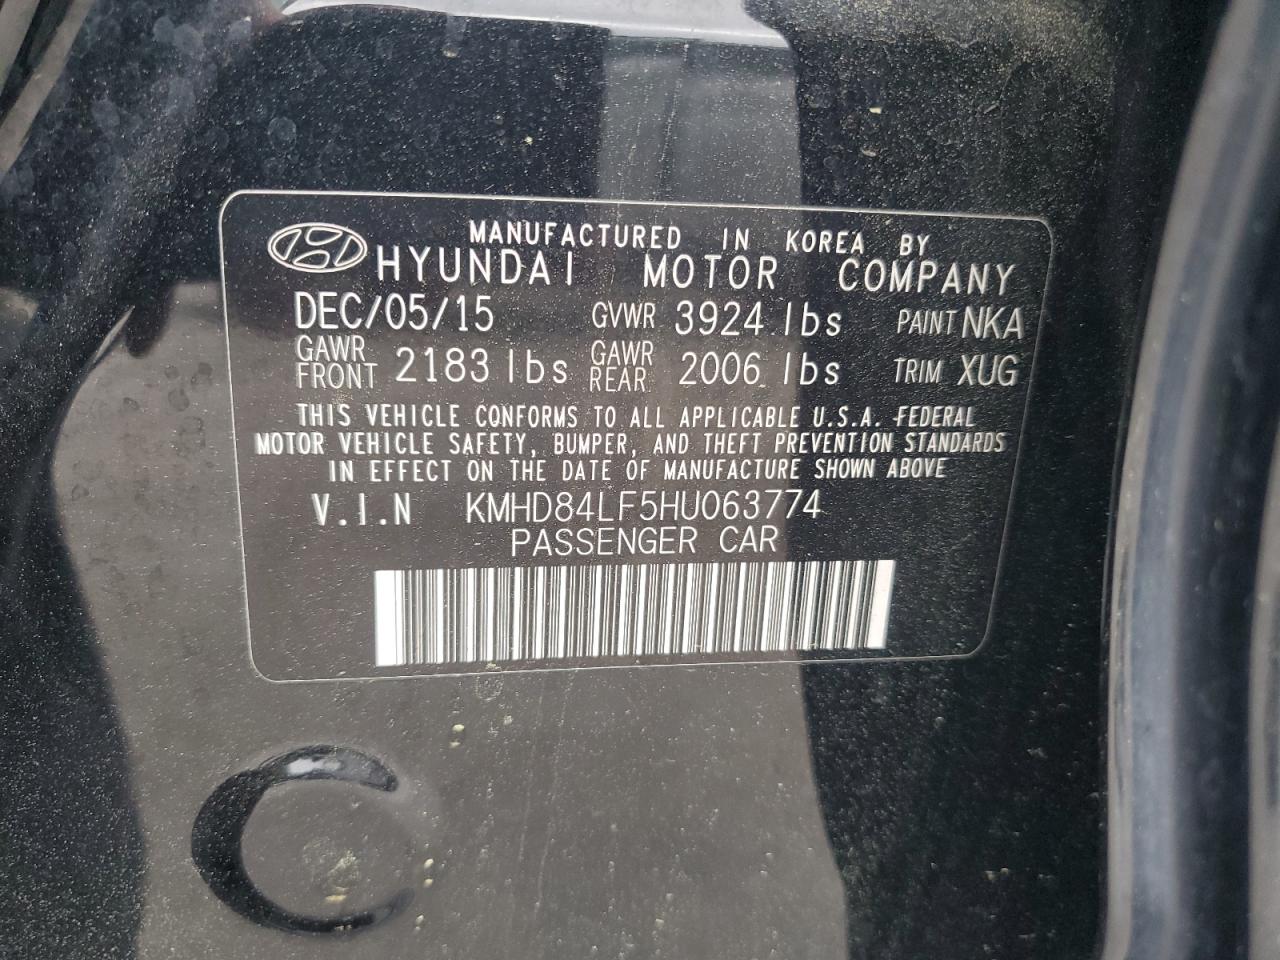 MANUFACTURED IN KOREA BY
HYUNDAI MOTOR COMPANY
DEC/05/15 GVWR 3924 lbs PAINT NKA
GAWR FRONT 2183 lbs GAWR REAR 2006 lbs TRIM XUG
THIS VEHICLE CONFORMS TO ALL APPLICABLE U.S.A. FEDERAL
MOTOR VEHICLE SAFETY, BUMPER, AND THEFT PREVENTION STANDARDS
IN EFFECT ON THE DATE OF MANUFACTURE SHOWN ABOVE
V.I.N KMHD84LF5HU063774
PASSENGER CAR